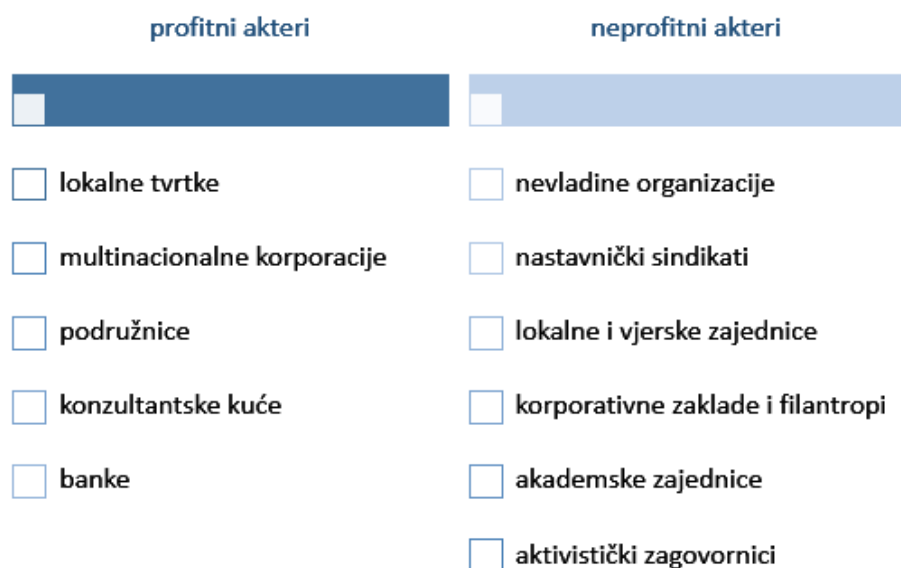 profitni akteri
lokalne tvrtke
multinacionalne korporacije
podružnice
konzultantske kuće
banke
neprofitni akteri
nevladine organizacije
nastavnički sindikati
lokalne i vjerske zajednice
korporativne zaklade i filantropi
akademske zajednice
aktivistički zagovornici